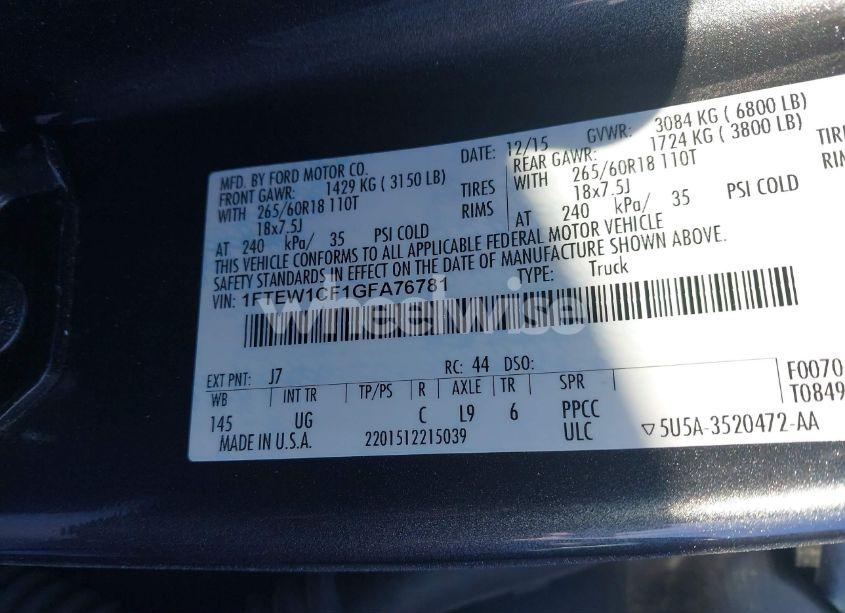 MFD. BY FORD MOTOR CO. DATE: 12/15 GVWR: 3084 KG ( 6800 LB)
FRONT GAWR: 1429 KG ( 3150 LB) REAR GAWR: 1724 KG ( 3800 LB)
WITH 265/60R18 110T TIRES WITH 265/60R18 110T TIRE
18x7.5J RIMS 18x7.5J RIM
AT 240 kPa/ 35 PSI COLD AT 240 kPa/ 35 PSI COLD
THIS VEHICLE CONFORMS TO ALL APPLICABLE FEDERAL MOTOR VEHICLE
SAFETY STANDARDS IN EFFECT ON THE DATE OF MANUFACTURE SHOWN ABOVE.
VIN: 1FTEW1CF1GFA76781 TYPE: Truck
wheelwise
EXT PNT: J7 RC: 44 DSO: F0070
WB INT TR TP/PS R AXLE TR SPR T0849
145 UG C L9 6 PPCC
MADE IN U.S.A. 2201512215039 ULC ▽5U5A-3520472-AA